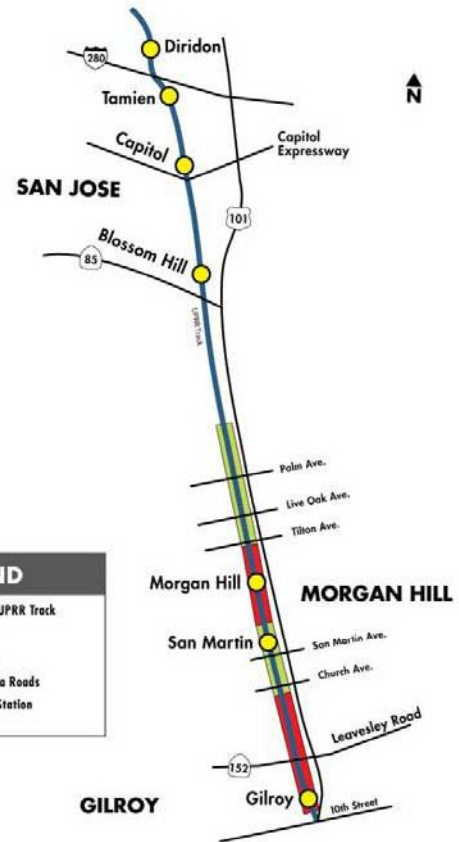 Diridon
280
Tamien
N
Capitol
Capitol
Expressway
SAN JOSE
101
Blossom Hill
85
UPRR Track
Palm Ave.
Live Oak Ave.
Tilton Ave.
ND
UPRR Track
Morgan Hill
MORGAN HILL
San Martin
San Martin Ave.
a Roads
Church Ave.
Station
Leavesley Road
152
GILROY
Gilroy
10th Street